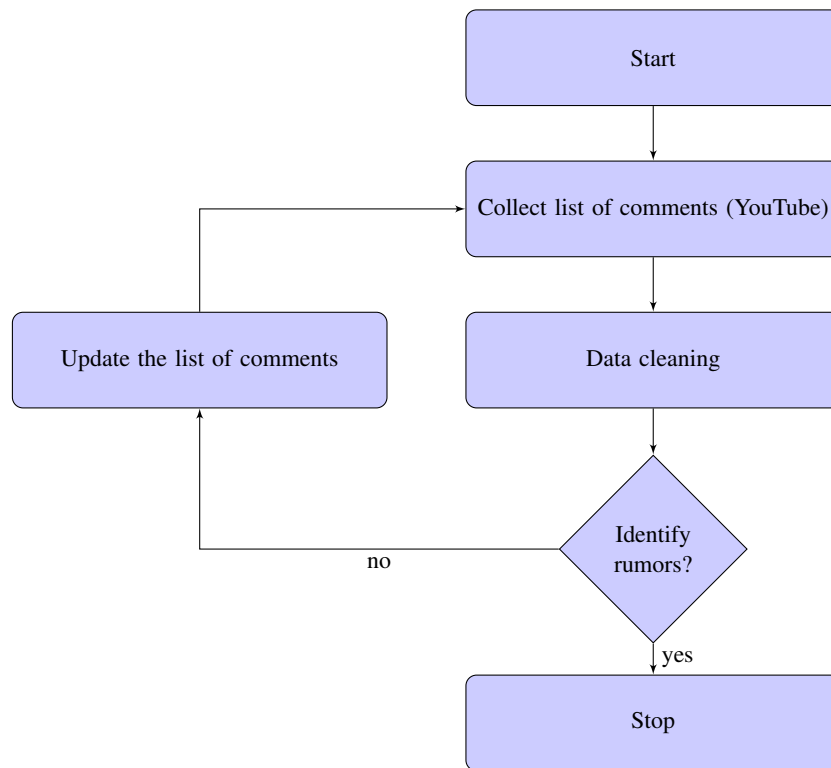 Start
Collect list of comments (YouTube)
Update the list of comments
Data cleaning
Identify
rumors?
no
yes
Stop